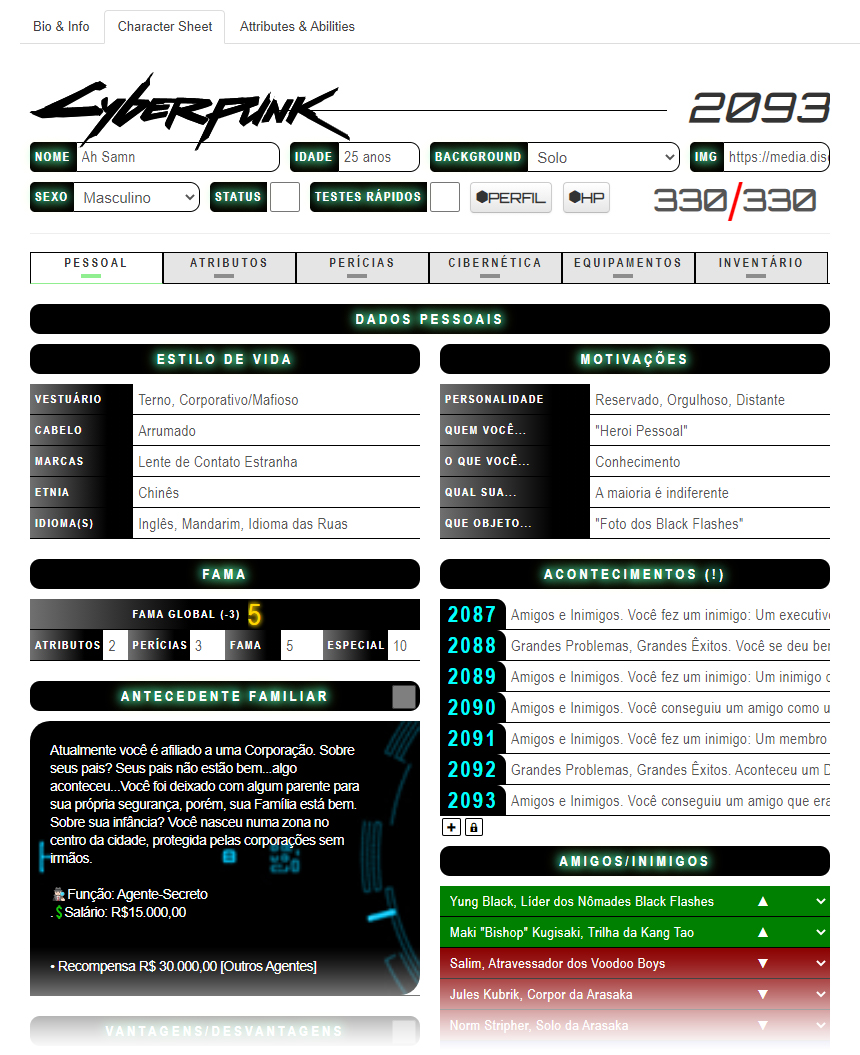 Bio & Info Character Sheet Attributes & Abilities
CYBERPUNK 2093
NOME Ah Samn IDADE 25 anos BACKGROUND Solo IMG https://media.disc
SEXO Masculino STATUS TESTES RÁPIDOS PERFIL HP 330/330
PESSOAL ATRIBUTOS PERÍCIAS CIBERNÉTICA EQUIPAMENTOS INVENTÁRIO
DADOS PESSOAIS
ESTILO DE VIDA
VESTUÁRIO Terno, Corporativo/Mafioso
CABELO Arrumado
MARCAS Lente de Contato Estranha
ETNIA Chinês
IDIOMA(S) Inglês, Mandarim, Idioma das Ruas
MOTIVAÇÕES
PERSONALIDADE Reservado, Orgulhoso, Distante
QUEM VOCÊ... "Heroi Pessoal"
O QUE VOCÊ... Conhecimento
QUAL SUA... A maioria é indiferente
QUE OBJETO... "Foto dos Black Flashes"
FAMA
FAMA GLOBAL (-3) 5
ATRIBUTOS 2 PERÍCIAS 3 FAMA 5 ESPECIAL 10
ANTECEDENTE FAMILIAR
Atualmente você é afiliado a uma Corporação. Sobre
seus pais? Seus pais não estão bem...algo
aconteceu...Você foi deixado com algum parente para
sua própria segurança, porém, sua Família está bem.
Sobre sua infância? Você nasceu numa zona no
centro da cidade, protegida pelas corporações sem
irmãos.
Função: Agente-Secreto
.💲Salário: R$15.000,00
• Recompensa R$ 30.000,00 [Outros Agentes]
VANTAGENS/DESVANTAGENS
ACONTECIMENTOS (!)
2087 Amigos e Inimigos. Você fez um inimigo: Um executivo
2088 Grandes Problemas, Grandes Êxitos. Você se deu ber
2089 Amigos e Inimigos. Você fez um inimigo: Um inimigo
2090 Amigos e Inimigos. Você conseguiu um amigo como u
2091 Amigos e Inimigos. Você fez um inimigo: Um membro
2092 Grandes Problemas, Grandes Êxitos. Aconteceu um D
2093 Amigos e Inimigos. Você conseguiu um amigo que era
AMIGOS/INIMIGOS
Yung Black, Líder dos Nômades Black Flashes ▲
Maki "Bishop" Kugisaki, Trilha da Kang Tao ▲
Salim, Atravessador dos Voodoo Boys ▼
Jules Kubrik, Corpor da Arasaka ▼
Norm Stripher, Solo da Arasaka ▼